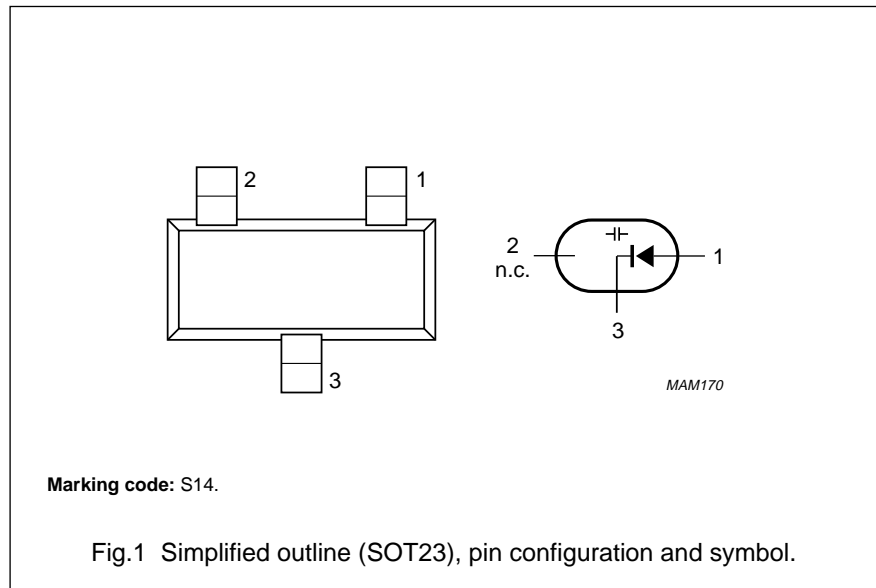 2
1
3
2
n.c.
1
3
MAM170
Marking code: S14.
Fig.1 Simplified outline (SOT23), pin configuration and symbol.